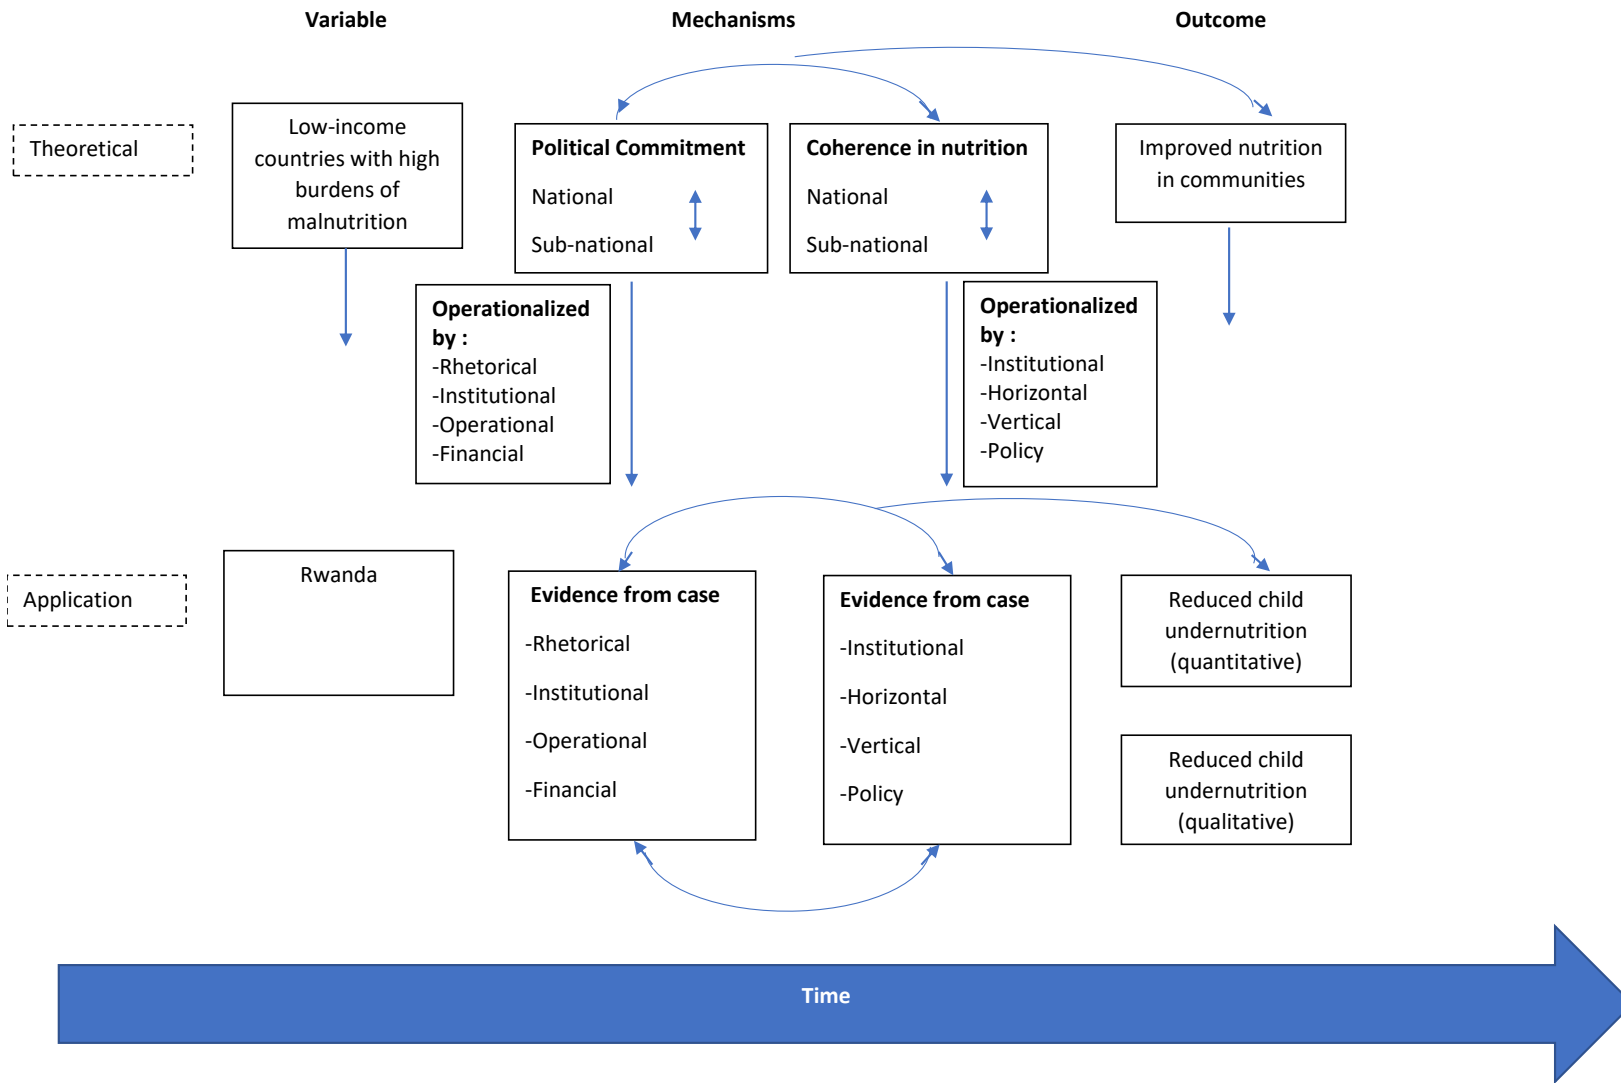 Variable
Mechanisms
Outcome
Theoretical
Low-income
countries with high
burdens of
malnutrition
Political Commitment
National
Sub-national
Coherence in nutrition
National
Sub-national
Improved nutrition
in communities
Operationalized
by :
-Rhetorical
-Institutional
-Operational
-Financial
Operationalized
by :
-Institutional
-Horizontal
-Vertical
-Policy
Application
Rwanda
Evidence from case
-Rhetorical
-Institutional
-Operational
-Financial
Evidence from case
-Institutional
-Horizontal
-Vertical
-Policy
Reduced child
undernutrition
(quantitative)
Reduced child
undernutrition
(qualitative)
Time